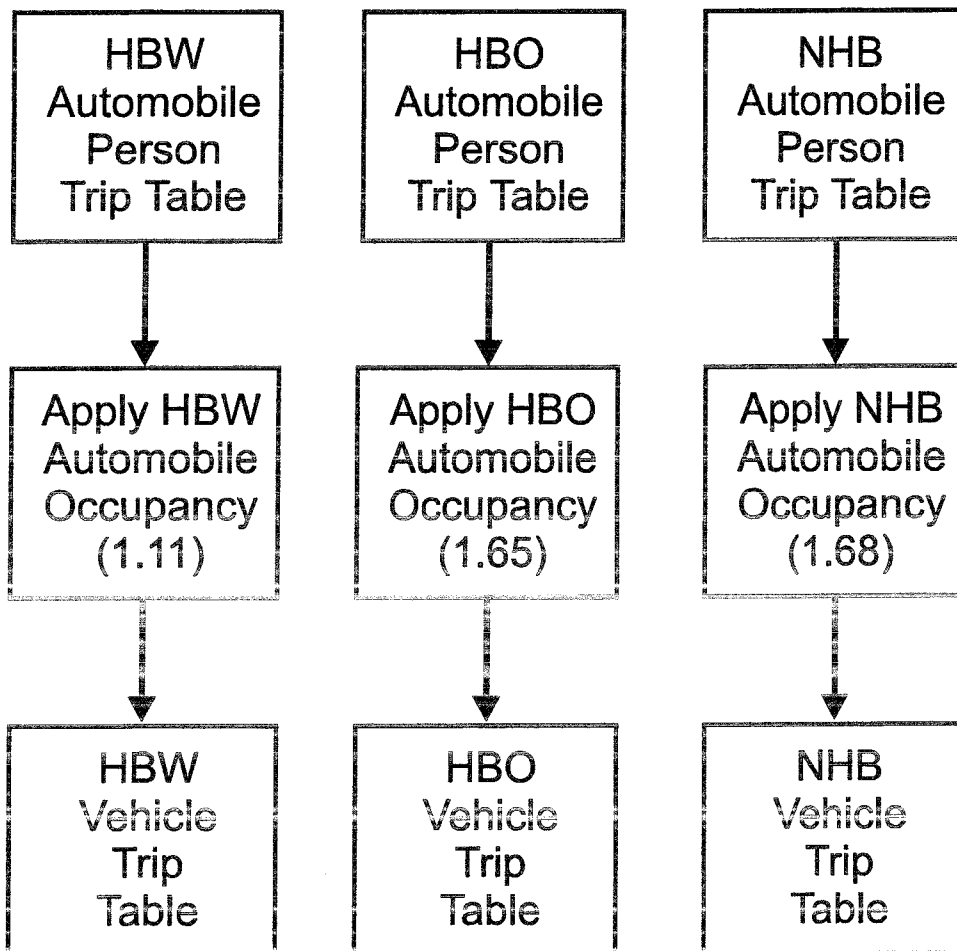 HBW
Automobile
Person
Trip Table
HBO
Automobile
Person
Trip Table
NHB
Automobile
Person
Trip Table
Apply HBW
Automobile
Occupancy
(1.11)
Apply HBO
Automobile
Occupancy
(1.65)
Apply NHB
Automobile
Occupancy
(1.68)
HBW
Vehicle
Trip
Table
HBO
Vehicle
Trip
Table
NHB
Vehicle
Trip
Table